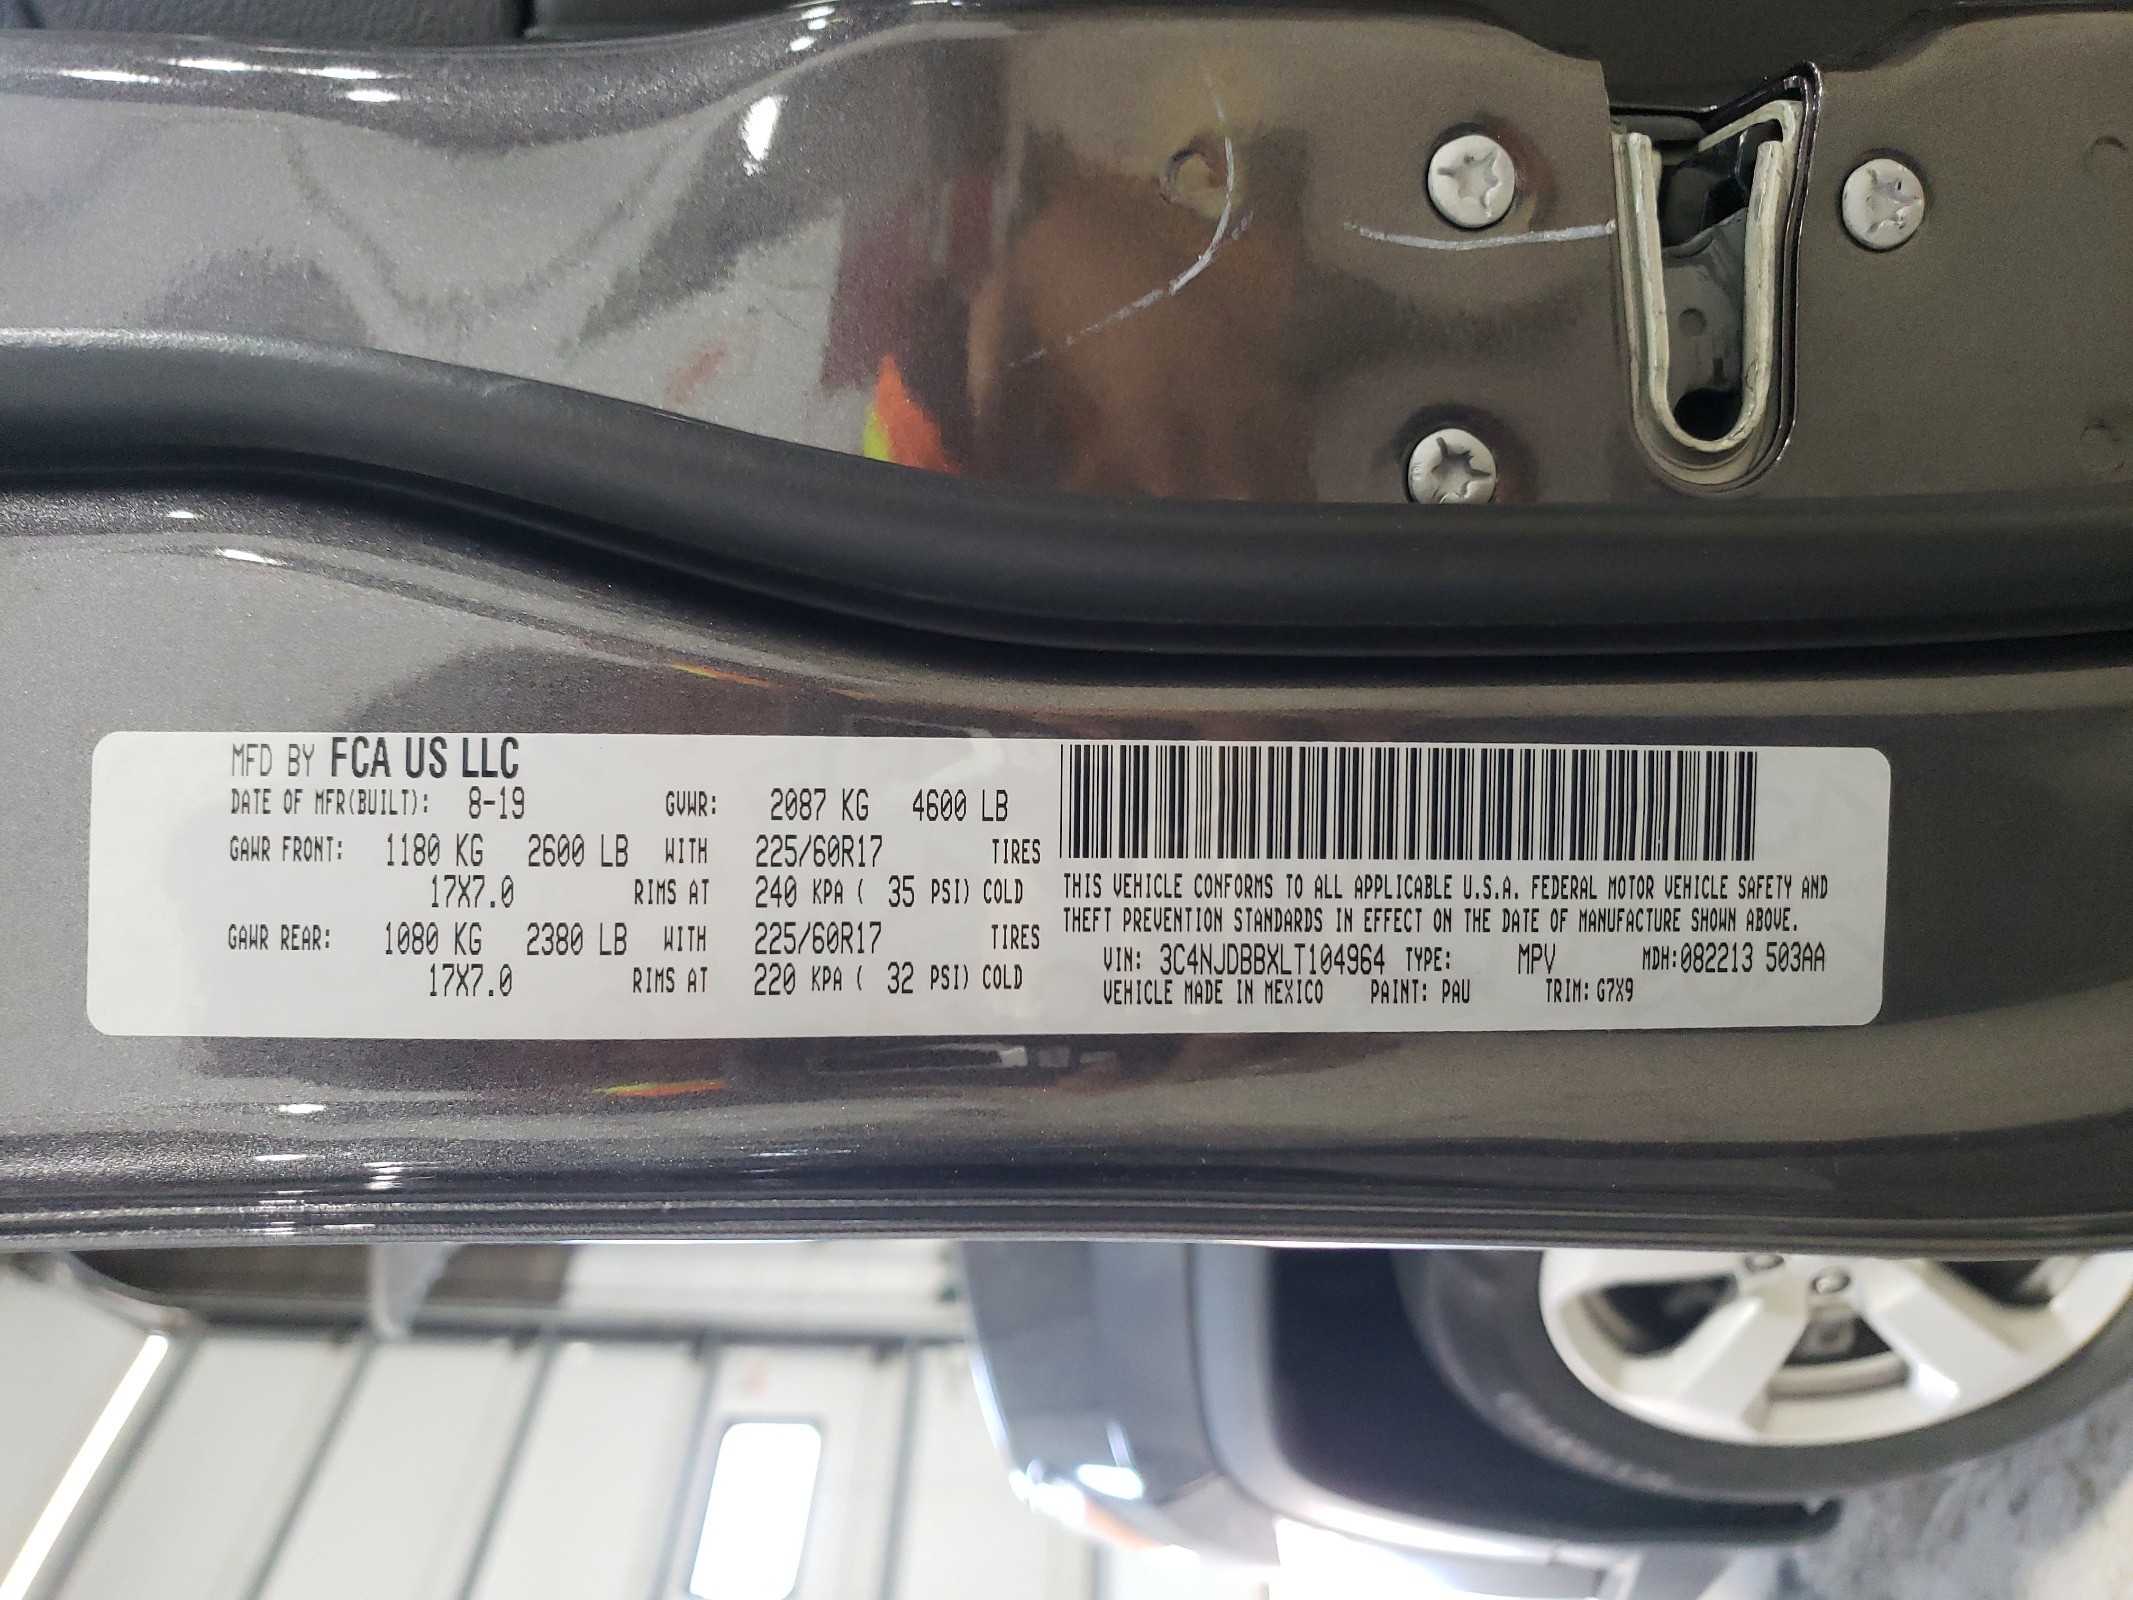 MFD BY FCA US LLC
DATE OF MFR(BUILT): 8-19 GVWR: 2087 KG 4600 LB
GAWR FRONT: 1180 KG 2600 LB WITH 225/60R17 TIRES
17X7.0 RIMS AT 240 KPA ( 35 PSI) COLD
GAWR REAR: 1080 KG 2380 LB WITH 225/60R17 TIRES
17X7.0 RIMS AT 220 KPA ( 32 PSI) COLD
THIS VEHICLE CONFORMS TO ALL APPLICABLE U.S.A. FEDERAL MOTOR VEHICLE SAFETY AND
THEFT PREVENTION STANDARDS IN EFFECT ON THE DATE OF MANUFACTURE SHOWN ABOVE.
VIN: 3C4NJDBBXLT104964 TYPE: MPV MDH:082213 503AA
VEHICLE MADE IN MEXICO PAINT: PAU TRIM: G7X9